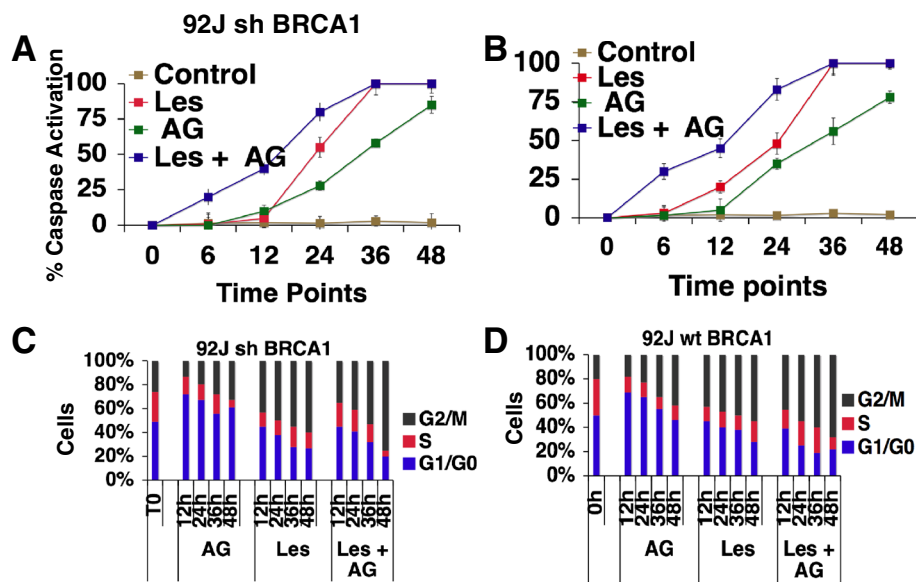 92J sh BRCA1
A
% Caspase Activation
100
75
50
25
0
Control
Les
AG
Les + AG
0 6 12 24 36 48
Time Points
B
100
75
50
25
0
Control
Les
AG
Les + AG
0 6 12 24 36 48
Time points
C
92J sh BRCA1
Cells
100%
80%
60%
40%
20%
0%
G2/M
S
G1/G0
T0 12h 24h 36h 48h 12h 24h 36h 48h 12h 24h 36h 48h
AG Les Les +
AG
D
92J wt BRCA1
Cells
100%
80%
60%
40%
20%
0%
G2/M
S
G1/G0
0h 12h 24h 36h 48h 12h 24h 36h 48h 12h 24h 36h 48h
AG Les Les +
AG